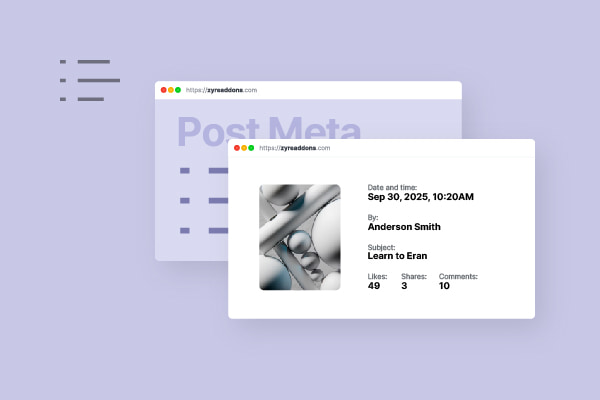 https://zyreaddons.com
Post Meta
https://zyreaddons.com
Date and time:
Sep 30, 2025, 10:20AM
By:
Anderson Smith
Subject:
Learn to Eran
Likes: Shares: Comments:
49 3 10